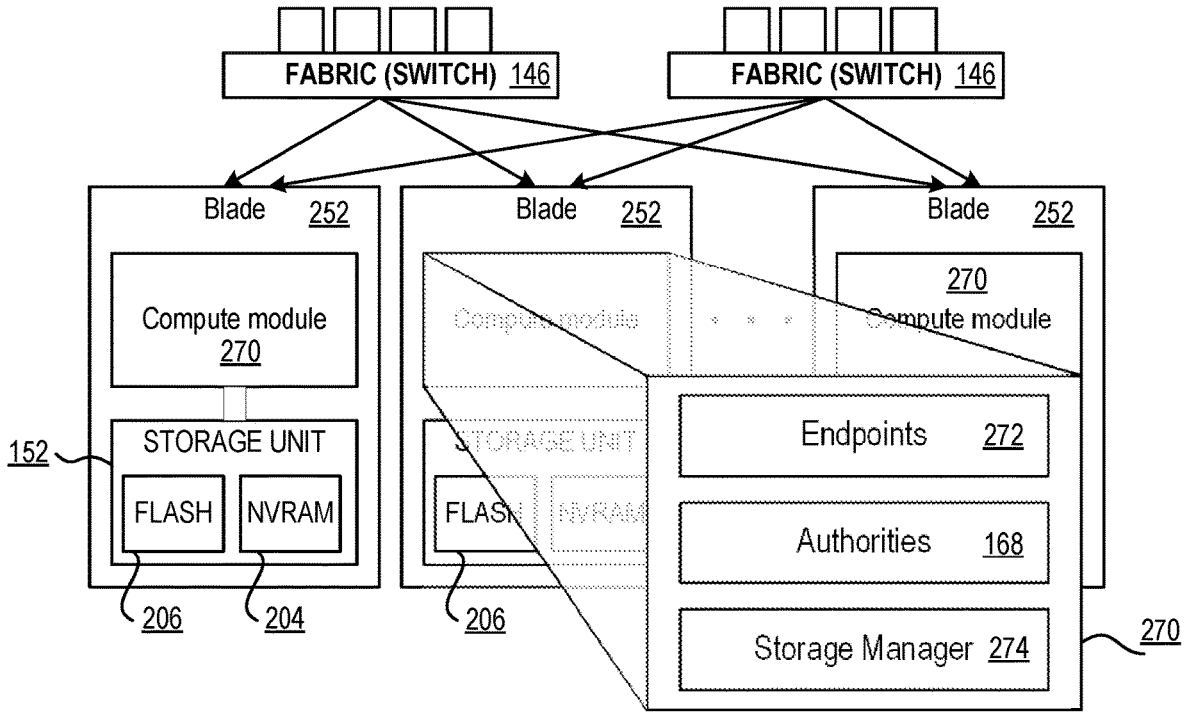 FABRIC (SWITCH) 146
FABRIC (SWITCH) 146
Blade 252
Blade 252
Blade 252
Compute module
270
Compute module
. . .
270
Compute module
Endpoints 272
Authorities 168
Storage Manager 274
270
152
STORAGE UNIT
FLASH
NVRAM
206
204
STORAGE UNIT
FLASH
NVRAM
206